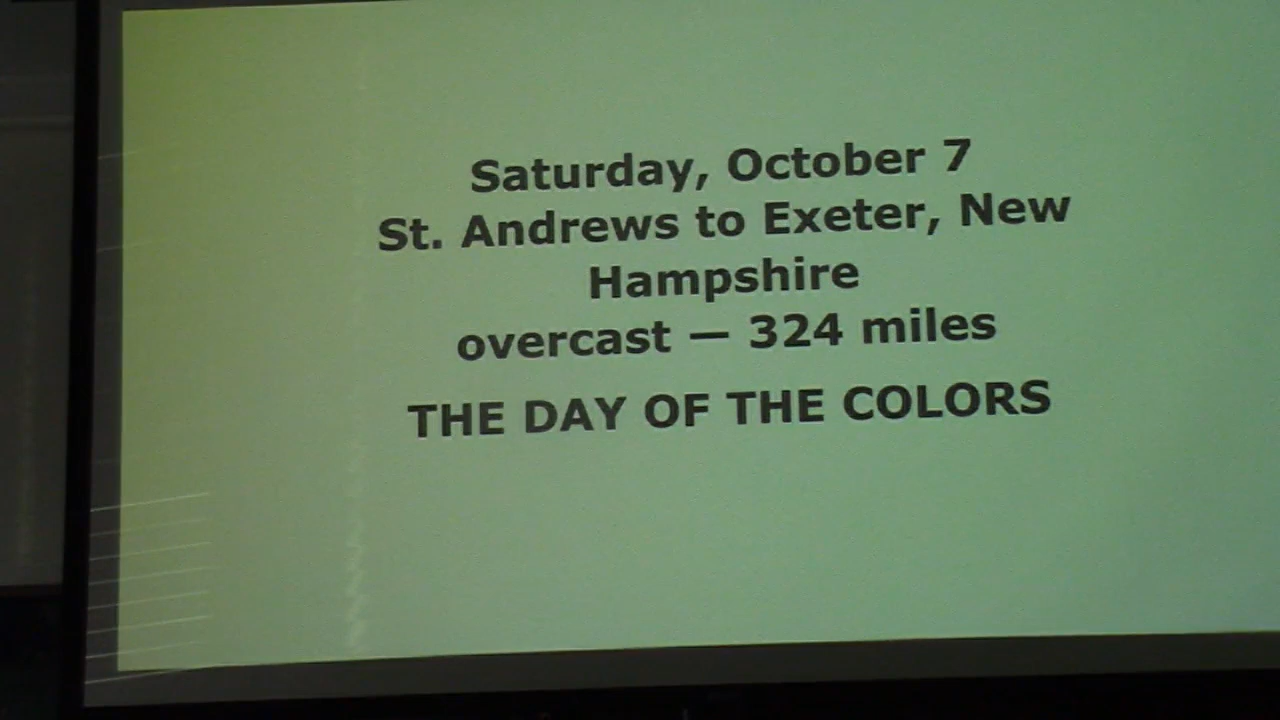 Saturday, October 7
St. Andrews to Exeter, New
Hampshire
overcast — 324 miles
THE DAY OF THE COLORS